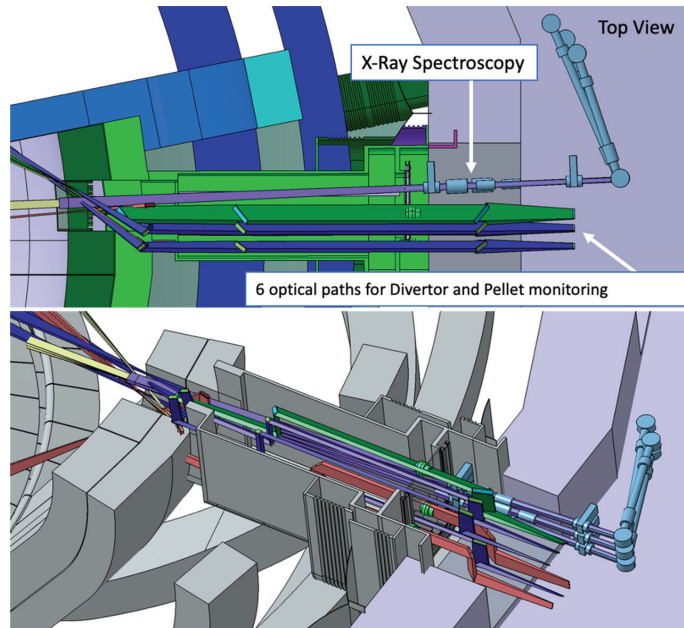 Top View
X-Ray Spectroscopy
6 optical paths for Divertor and Pellet monitoring